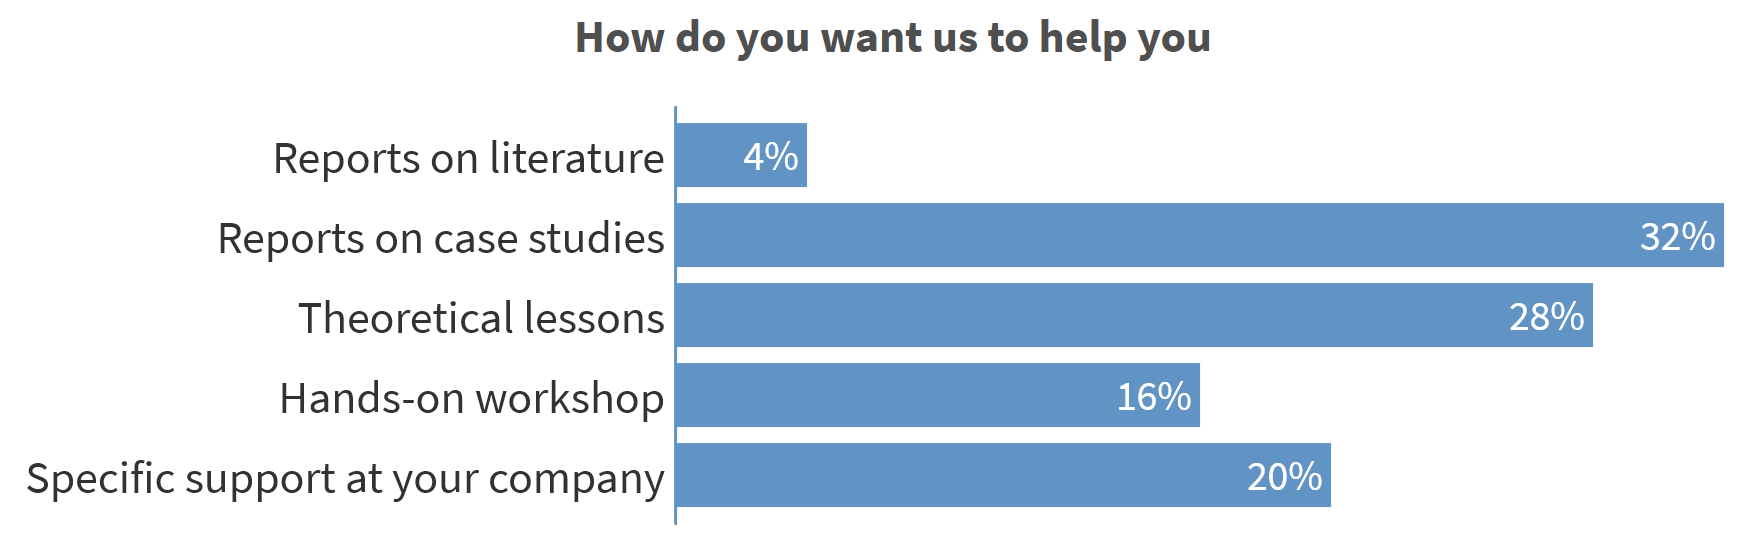 How do you want us to help you
Reports on literature 4%
Reports on case studies 32%
Theoretical lessons 28%
Hands-on workshop 16%
Specific support at your company 20%